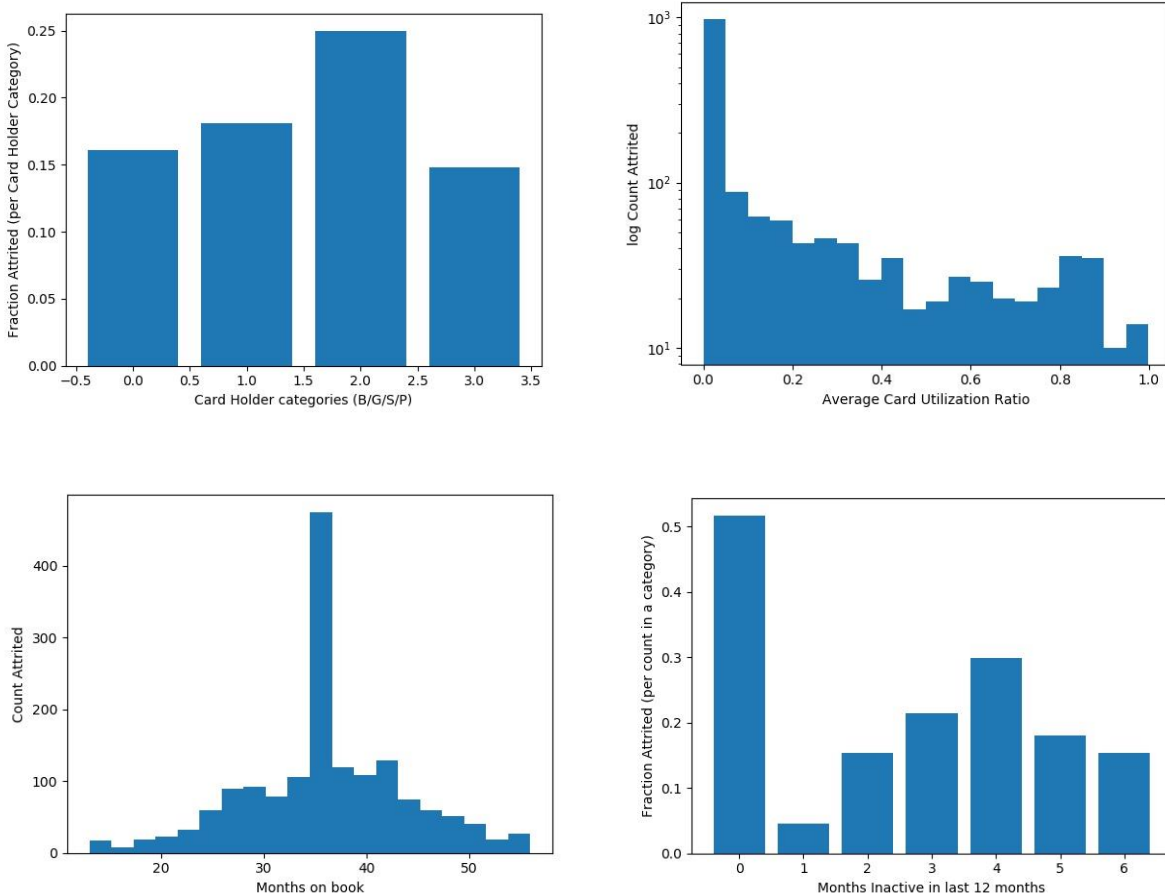 0.25
0.20
0.15
0.10
0.05
0.00
Fraction Attrited (per Card Holder Category)
−0.5 0.0 0.5 1.0 1.5 2.0 2.5 3.0 3.5
Card Holder categories (B/G/S/P)
10³
10²
10¹
log Count Attrited
0.0 0.2 0.4 0.6 0.8 1.0
Average Card Utilization Ratio
400
300
200
100
0
Count Attrited
20 30 40 50
Months on book
0.5
0.4
0.3
0.2
0.1
0.0
Fraction Attrited (per count in a category)
0 1 2 3 4 5 6
Months Inactive in last 12 months